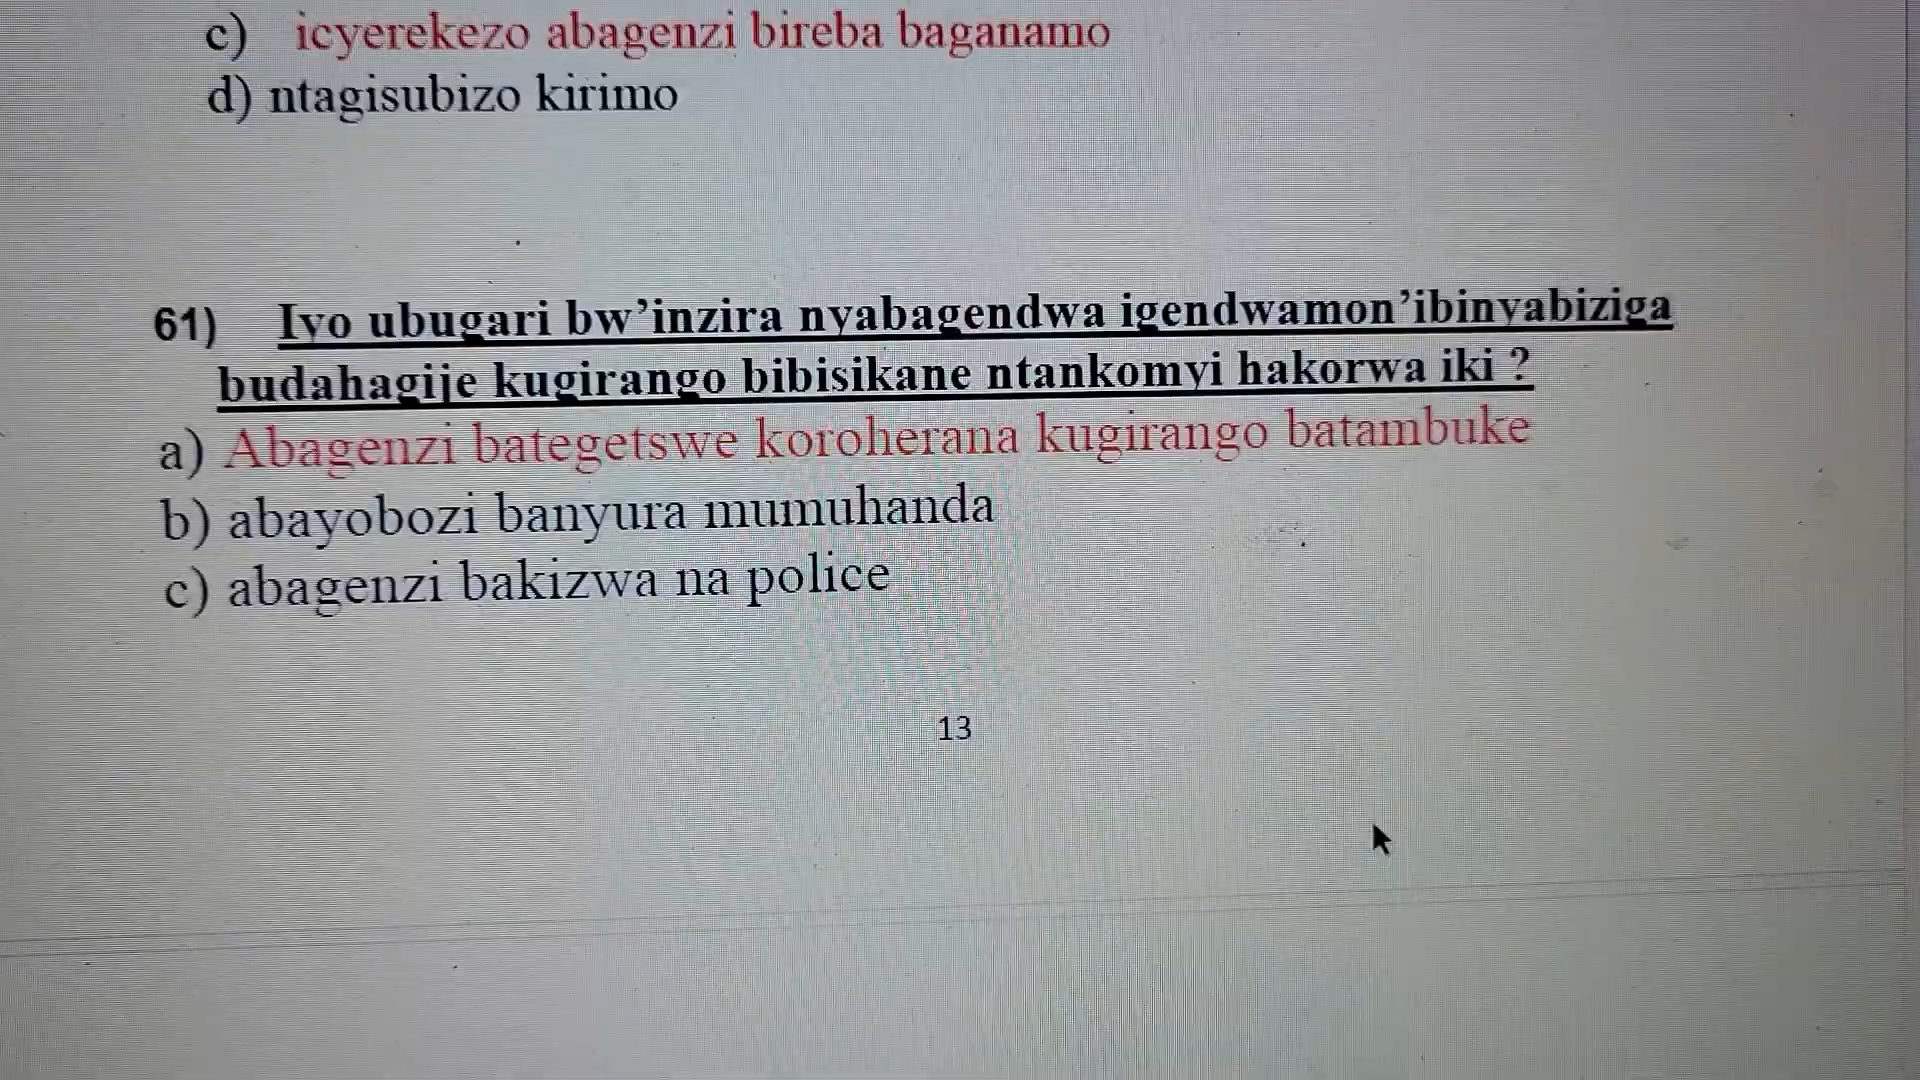 c) icyerekezo abagenzi bireba baganamo
d) ntagisubizo kirimo
61) Iyo ubugari bw’inzira nyabagendwa igendwamon’ibinyabiziga
budahagije kugirango bibisikane ntankomyi hakorwa iki ?
a) Abagenzi bategetswe koroherana kugirango batambuke
b) abayobozi banyura mumuhanda
c) abagenzi bakizwa na police
13